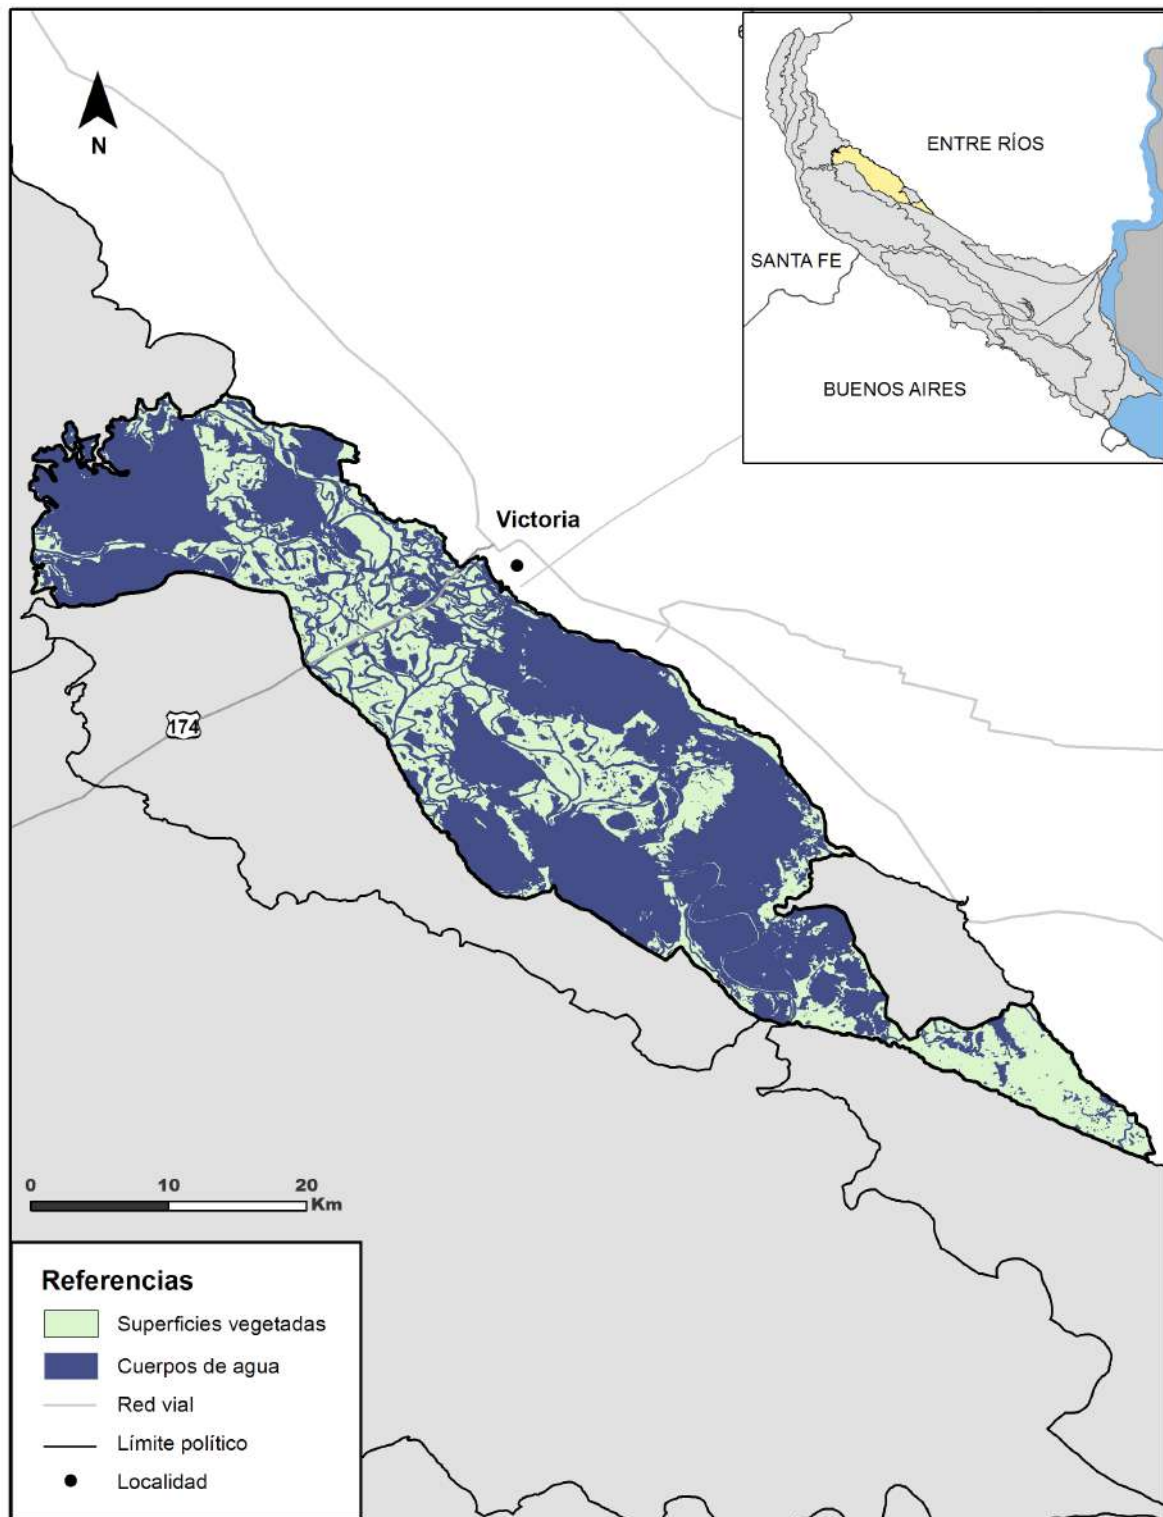 N
6
ENTRE RÍOS
SANTA FE
BUENOS AIRES
Victoria
174
0 10 20
Km
Referencias
Superficies vegetadas
Cuerpos de agua
Red vial
Límite político
Localidad